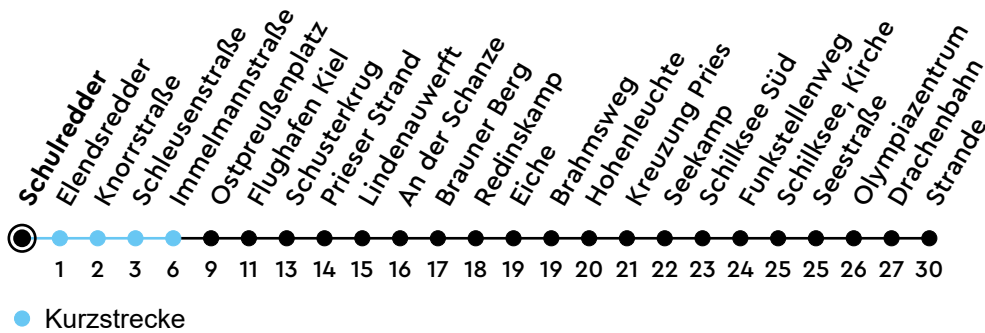 Schulredder
Elendsredder
Knorrstraße
Schleusenstraße
Immelmannstraße
Ostpreußenplatz
Flughafen Kiel
Schusterkrug
Prieser Strand
Lindenauwerft
An der Schanze
Brauner Berg
Redinskamp
Eiche
Brahmsweg
Hohenleuchte
Kreuzung Pries
Seekamp
Schilksee Süd
Funkstellenweg
Schilksee, Kirche
Seestraße
Olympiazentrum
Drachenbahn
Strande
1 2 3 6 9 11 13 14 15 16 17 18 19 19 20 21 22 23 24 25 25 26 27 30
Kurzstrecke